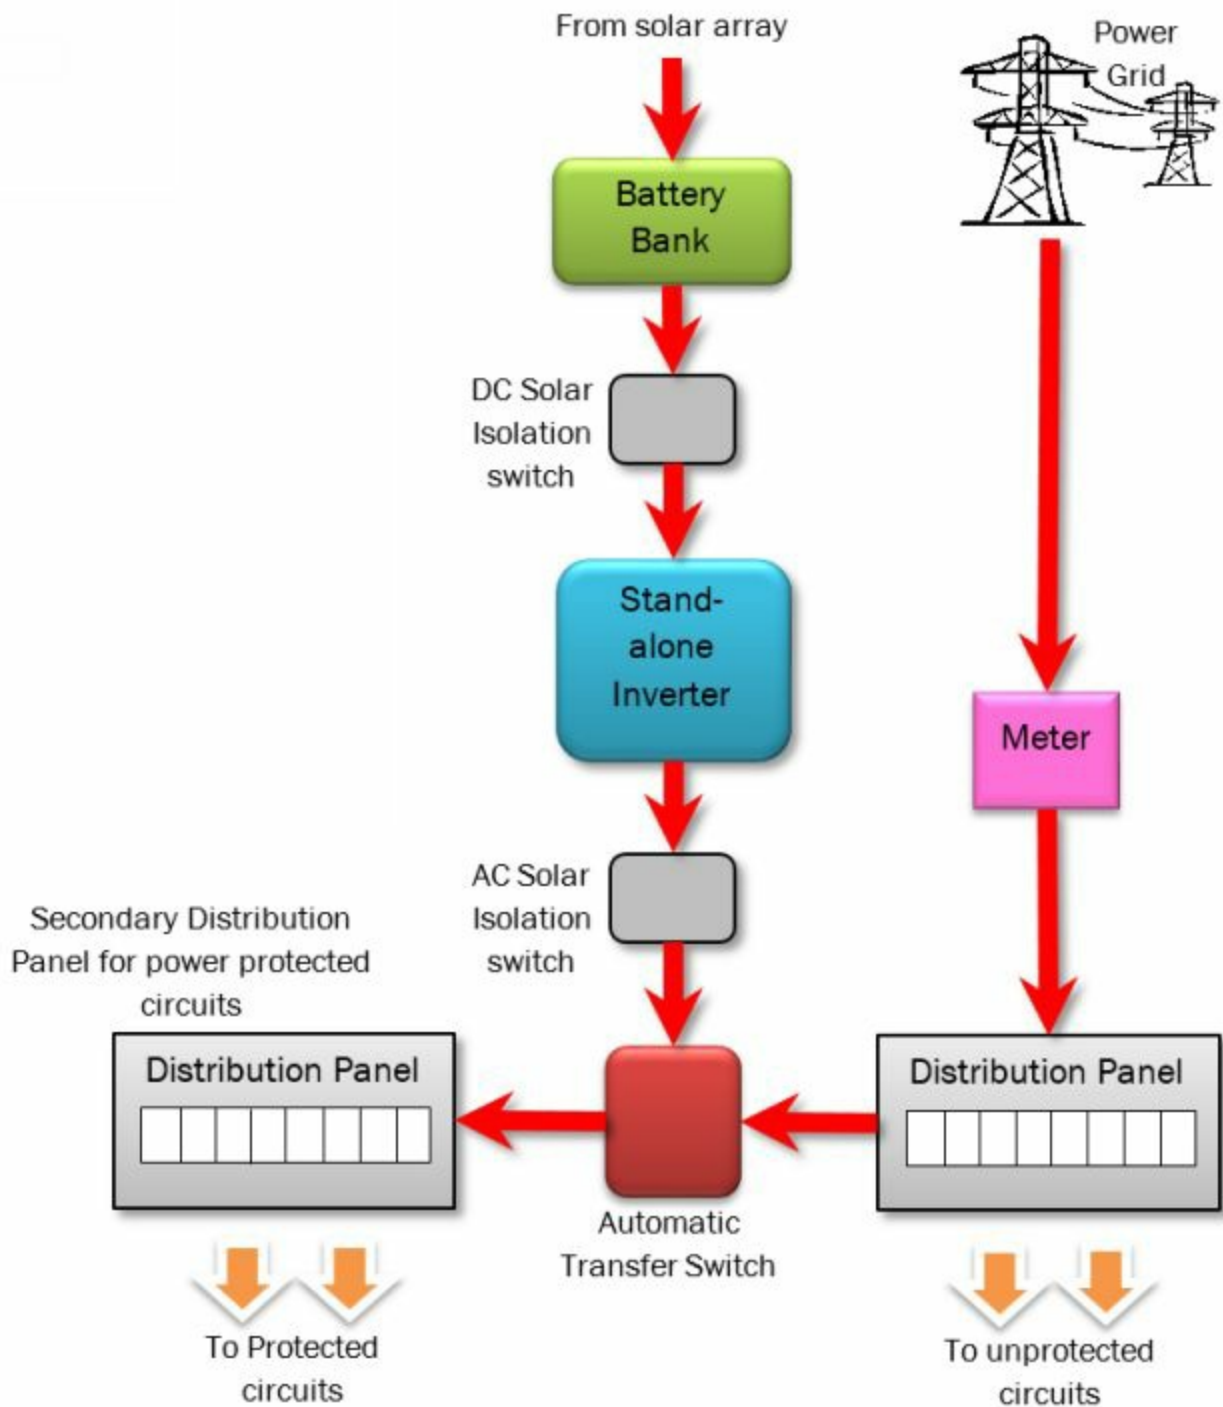 From solar array
Power
Grid
Battery
Bank
DC Solar
Isolation
switch
Stand-
alone
Inverter
Meter
AC Solar
Isolation
switch
Secondary Distribution
Panel for power protected
circuits
Distribution Panel
Distribution Panel
Automatic
Transfer Switch
To Protected
circuits
To unprotected
circuits